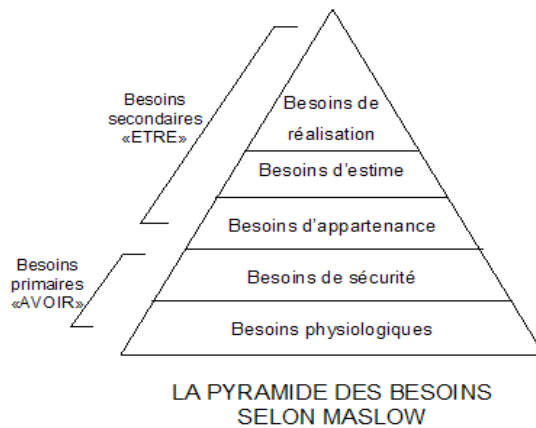 Besoins
secondaires
«ETRE»
Besoins de
réalisation
Besoins d'estime
Besoins d'appartenance
Besoins
primaires
«AVOIR»
Besoins de sécurité
Besoins physiologiques
LA PYRAMIDE DES BESOINS
SELON MASLOW